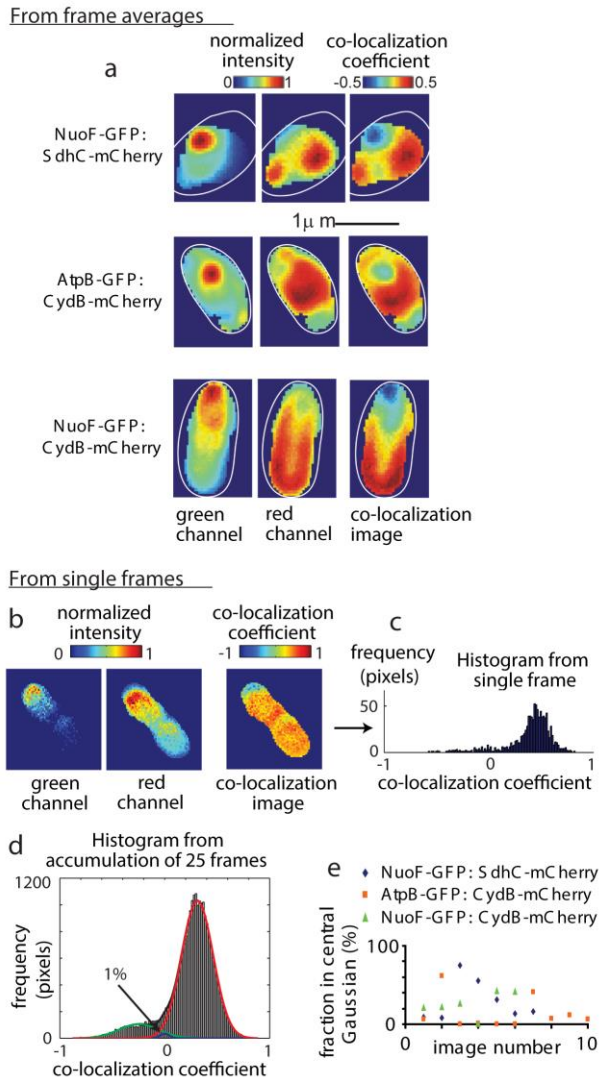 From frame averages
a
normalized
intensity
0 1
co-localization
coefficient
-0.5 0.5
NuoF-GFP:
SdhC-mCherry
1μ m
AtpB-GFP:
CydB-mCherry
NuoF-GFP:
CydB-mCherry
green
channel
red
channel
co-localization
image
From single frames
b
normalized
intensity
0 1
co-localization
coefficient
-1 1
green
channel
red
channel
co-localization
image
c
frequency
(pixels)
Histogram from
single frame
50
0
-1 0 1
co-localization coefficient
d
Histogram from
accumulation of 25 frames
1200
frequency
(pixels)
1%
0
-1 0 1
co-localization coefficient
e
NuoF-GFP: SdhC-mCherry
AtpB-GFP: CydB-mCherry
NuoF-GFP: CydB-mCherry
fraction in central
Gaussian (%)
100
0
0 10
image number